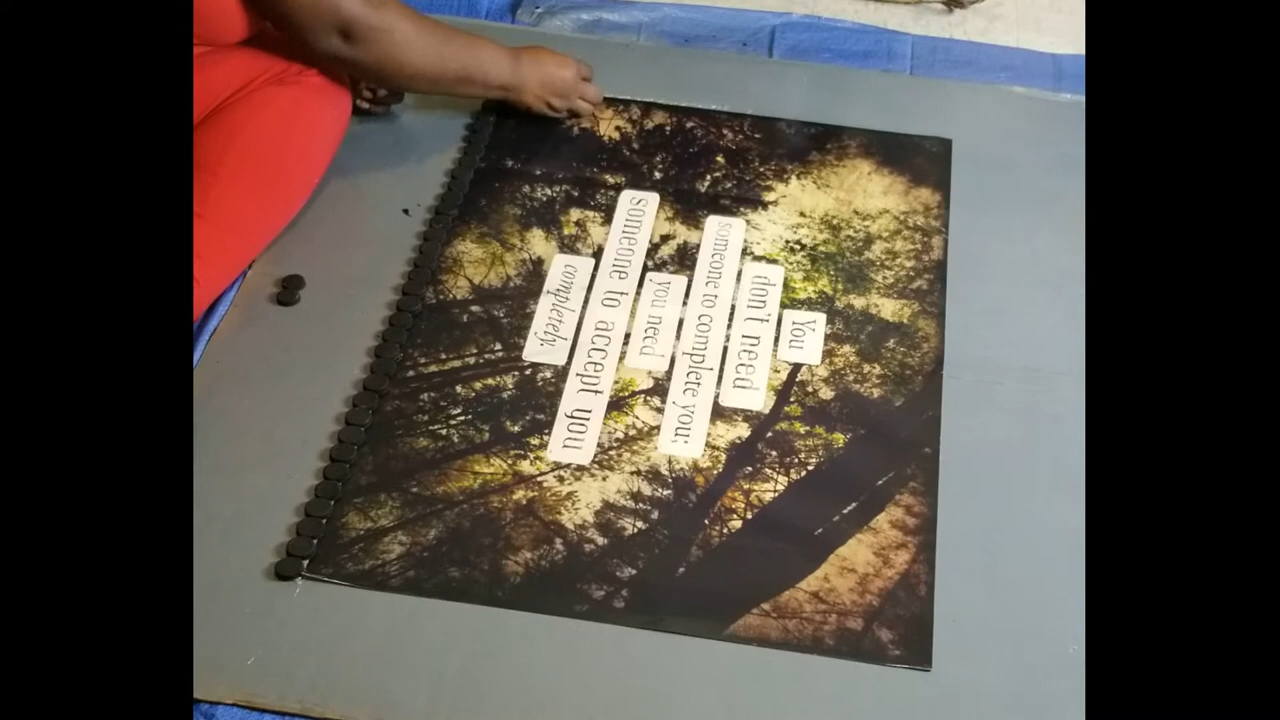 You
don't need
someone to complete you;
you need
someone to accept you
completely.